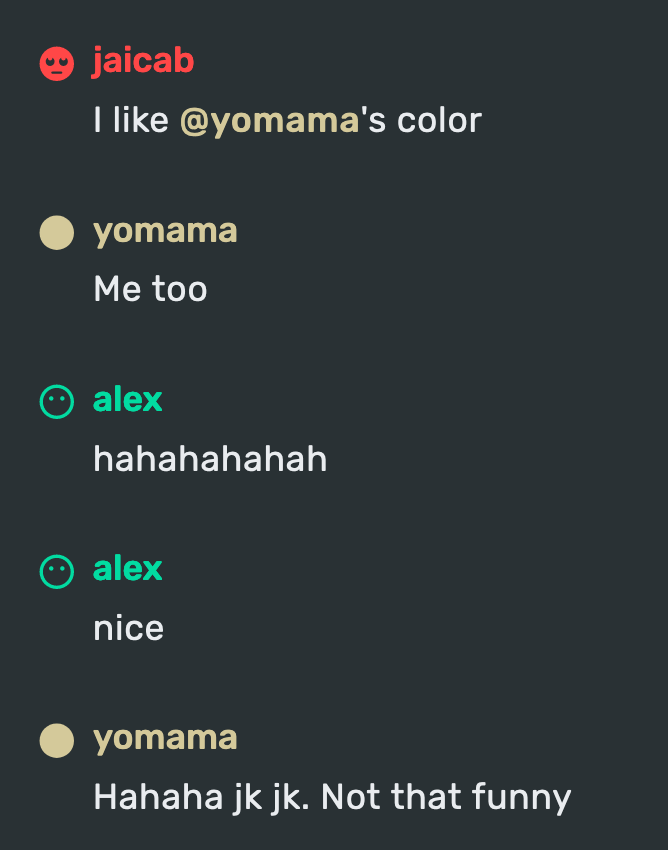 jaicab
I like @yomama's color
yomama
Me too
alex
hahahahahah
alex
nice
yomama
Hahaha jk jk. Not that funny